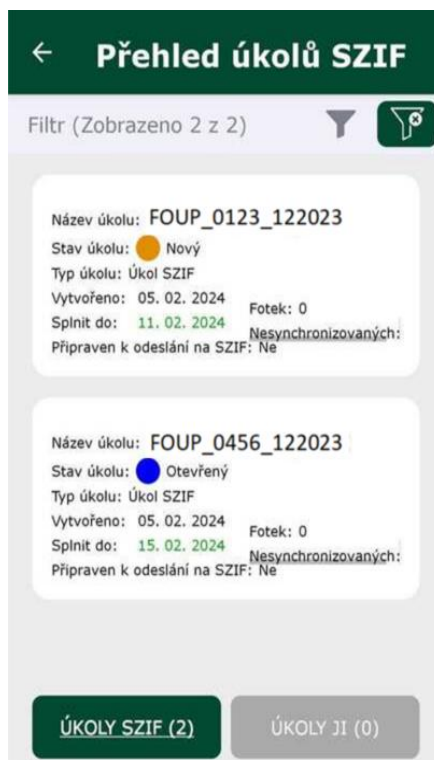 Přehled úkolů SZIF
Filtr (Zobrazeno 2 z 2)
Název úkolu: FOUP_0123_122023
Stav úkolu: Nový
Typ úkolu: Úkol SZIF
Vytvořeno: 05. 02. 2024
Fotek: 0
Splnit do: 11. 02. 2024
Nesynchronizovaných:
Připraven k odeslání na SZIF: Ne
Název úkolu: FOUP_0456_122023
Stav úkolu: Otevřený
Typ úkolu: Úkol SZIF
Vytvořeno: 05. 02. 2024
Fotek: 0
Splnit do: 15. 02. 2024
Nesynchronizovaných:
Připraven k odeslání na SZIF: Ne
ÚKOLY SZIF (2)
ÚKOLY JI (0)